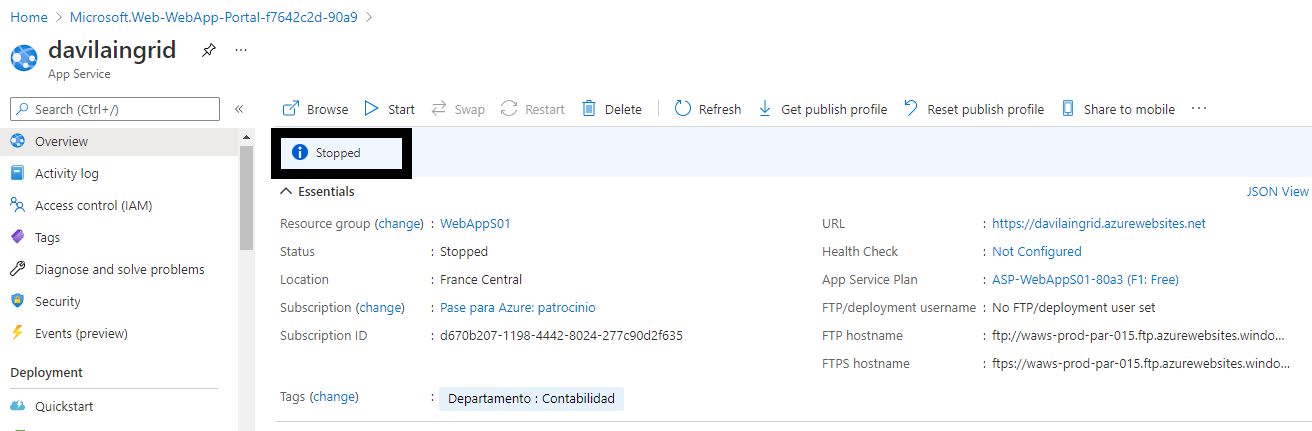 Home > Microsoft.Web-WebApp-Portal-f7642c2d-90a9 >
davilaingrid
App Service
Search (Ctrl+/)
Overview
Activity log
Access control (IAM)
Tags
Diagnose and solve problems
Security
Events (preview)
Deployment
Quickstart
Browse Start Swap Restart Delete Refresh Get publish profile Reset publish profile Share to mobile
Stopped
Essentials JSON View
Resource group (change) : WebAppS01
Status : Stopped
Location : France Central
Subscription (change) : Pase para Azure: patrocinio
Subscription ID : d670b207-1198-4442-8024-277c90d2f635
URL : https://davilaingrid.azurewebsites.net
Health Check : Not Configured
App Service Plan : ASP-WebAppS01-80a3 (F1: Free)
FTP/deployment username : No FTP/deployment user set
FTP hostname : ftp://waws-prod-par-015.ftp.azurewebsites.windo...
FTPS hostname : ftps://waws-prod-par-015.ftp.azurewebsites.windo...
Tags (change) : Departamento : Contabilidad